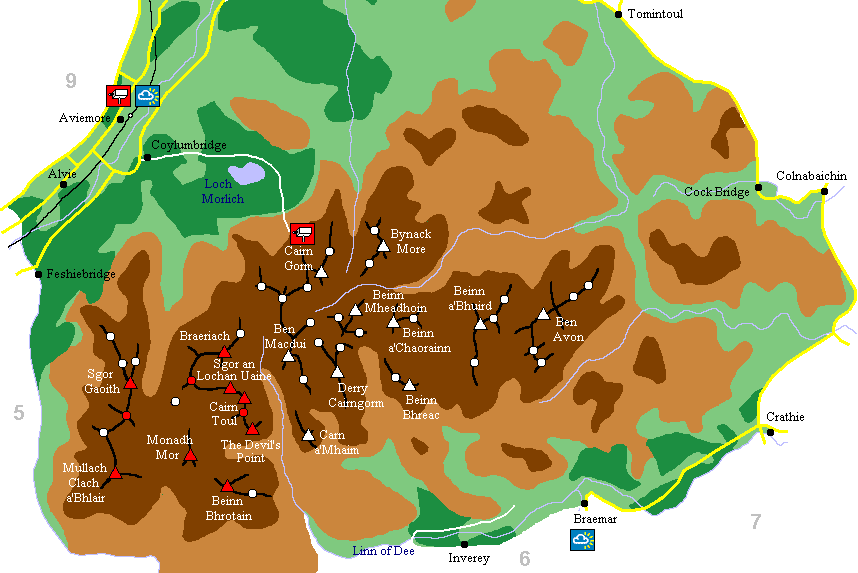 Tomintoul
9
Aviemore
Coylumbridge
Alvie
Loch
Morlich
Colnabaichin
Cock Bridge
Bynack
More
Cairn
Gorm
Feshiebridge
Beinn
Mheadhoin
Beinn
a'Bhuird
Ben
Macdui
Beinn
a'Chaorainn
Ben
Avon
Braeriach
Sgor an
Lochan Uaine
Sgor
Gaoith
Derry
Cairngorm
Beinn
Bhreac
5
Cairn
Toul
Crathie
Monadh
Mor
The Devil's
Point
Carn
a'Mhaim
Mullach
Clach
a'Bhlair
Beinn
Bhrotain
Braemar
7
Linn of Dee
Inverey
6